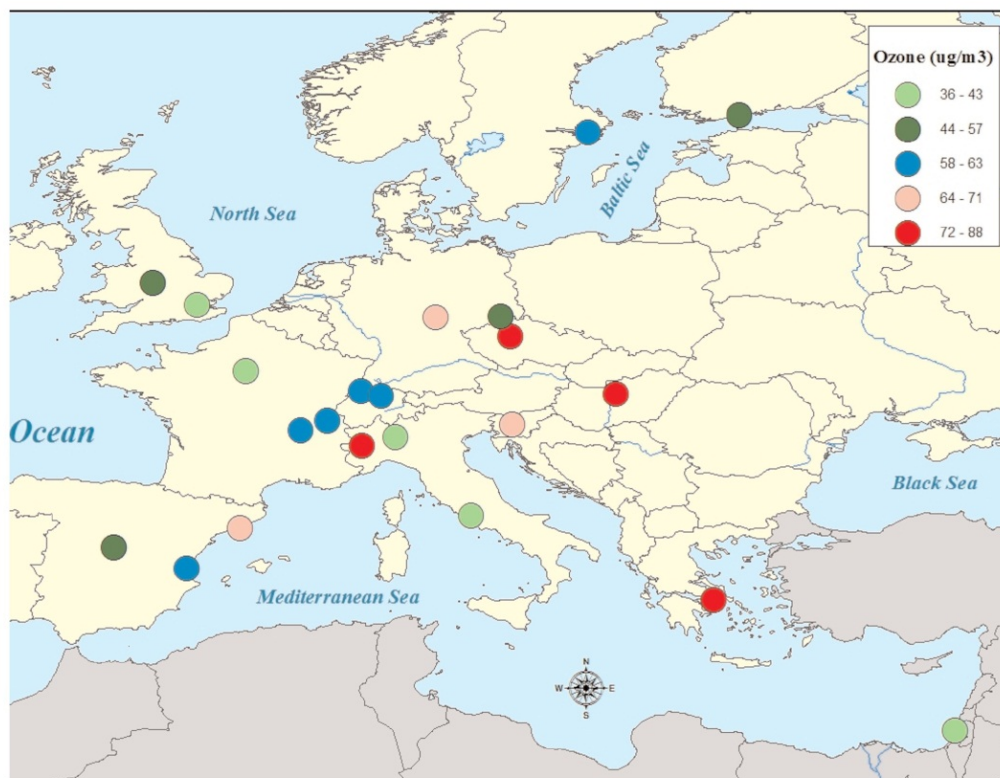 Ozone (ug/m3)
36 - 43
44 - 57
58 - 63
64 - 71
72 - 88
North Sea
Baltic Sea
Ocean
Black Sea
Mediterranean Sea
N
W E
S